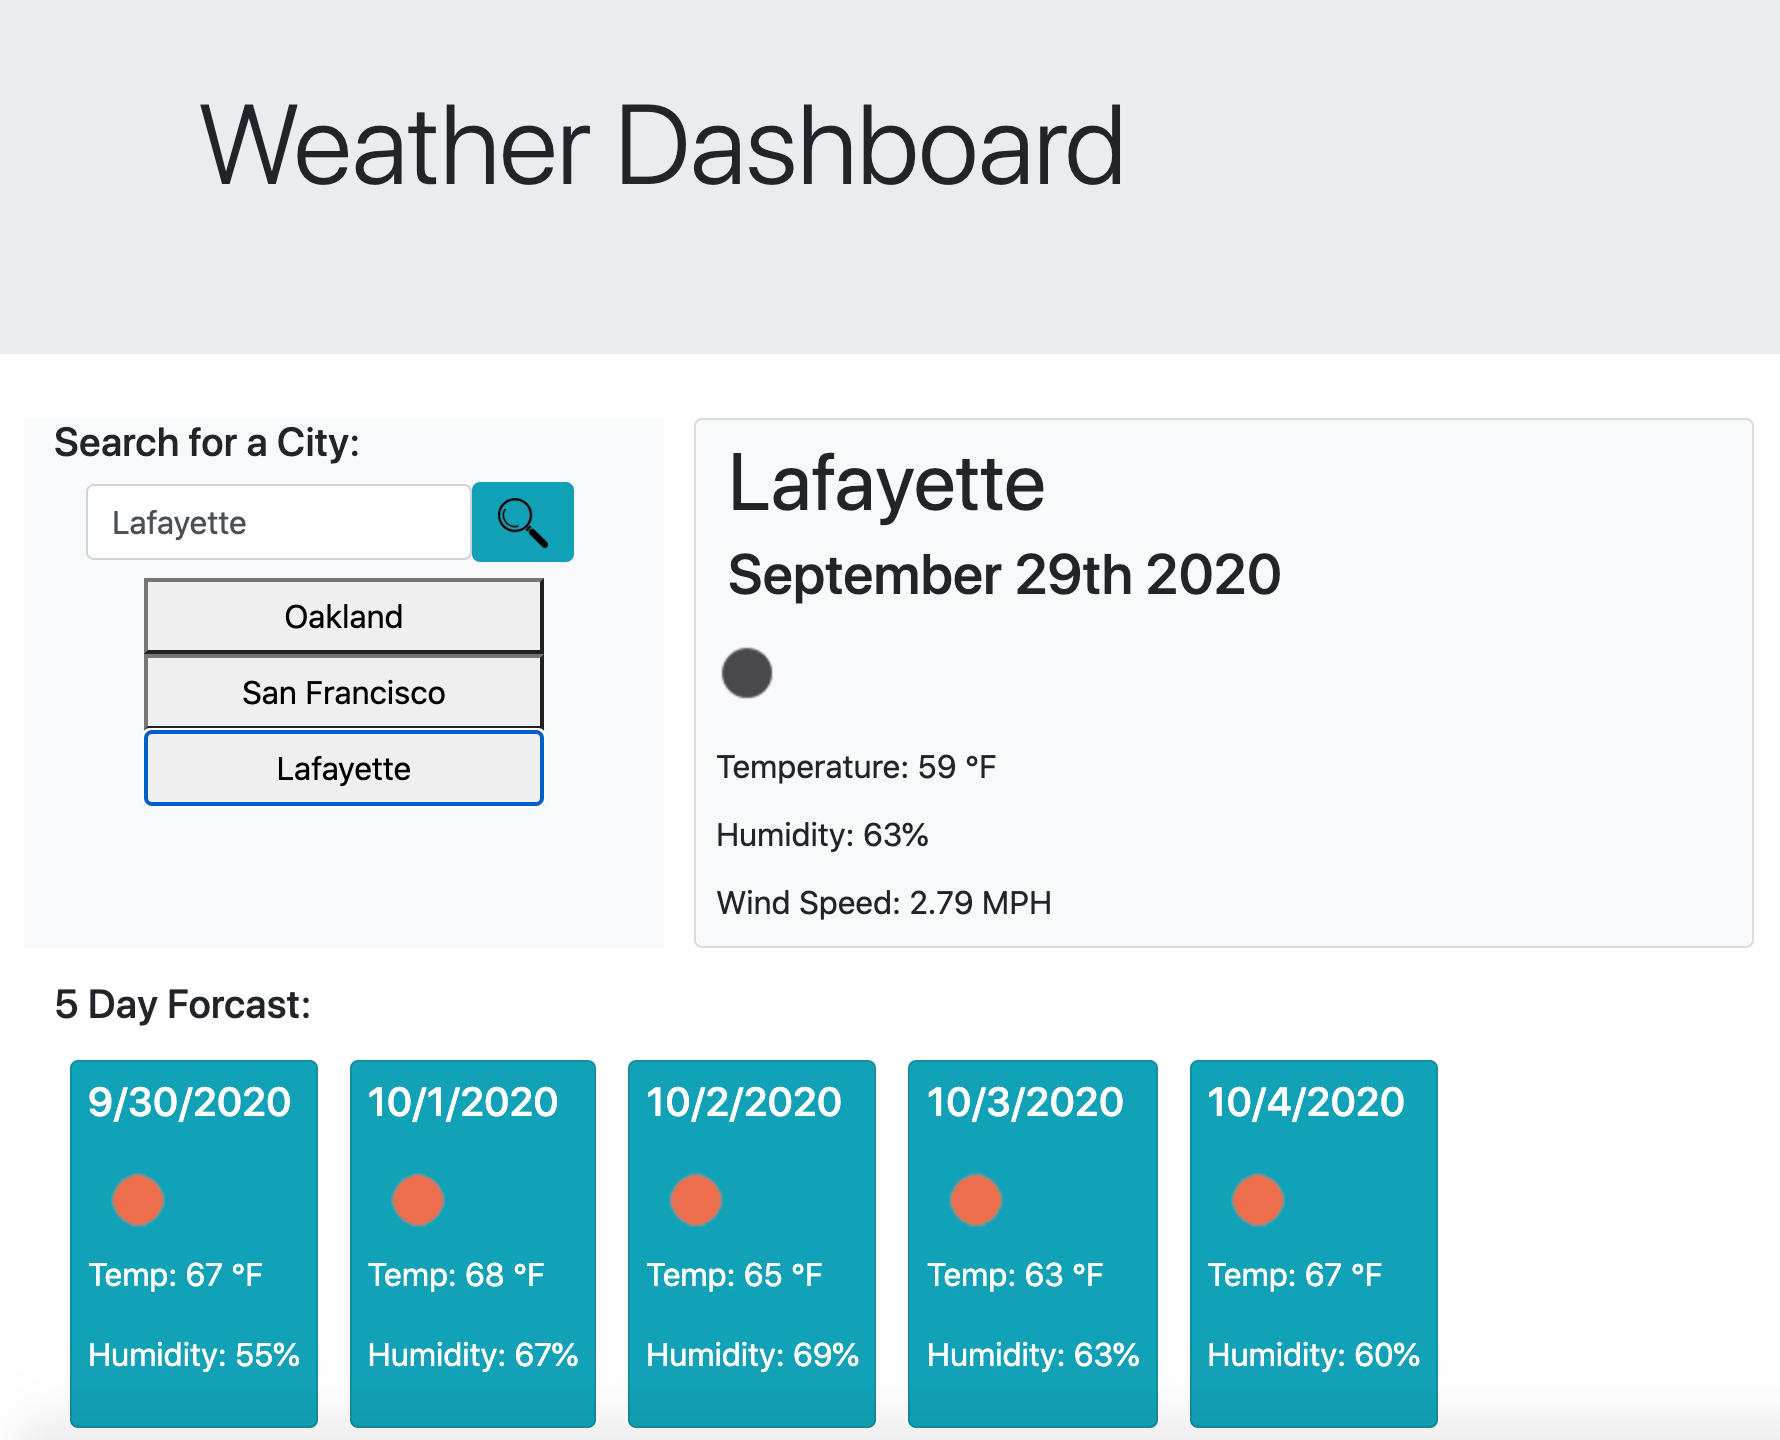 Weather Dashboard
Search for a City:
Lafayette
Oakland
San Francisco
Lafayette
Lafayette
September 29th 2020
Temperature: 59 °F
Humidity: 63%
Wind Speed: 2.79 MPH
5 Day Forcast:
9/30/2020
Temp: 67 °F
Humidity: 55%
10/1/2020
Temp: 68 °F
Humidity: 67%
10/2/2020
Temp: 65 °F
Humidity: 69%
10/3/2020
Temp: 63 °F
Humidity: 63%
10/4/2020
Temp: 67 °F
Humidity: 60%